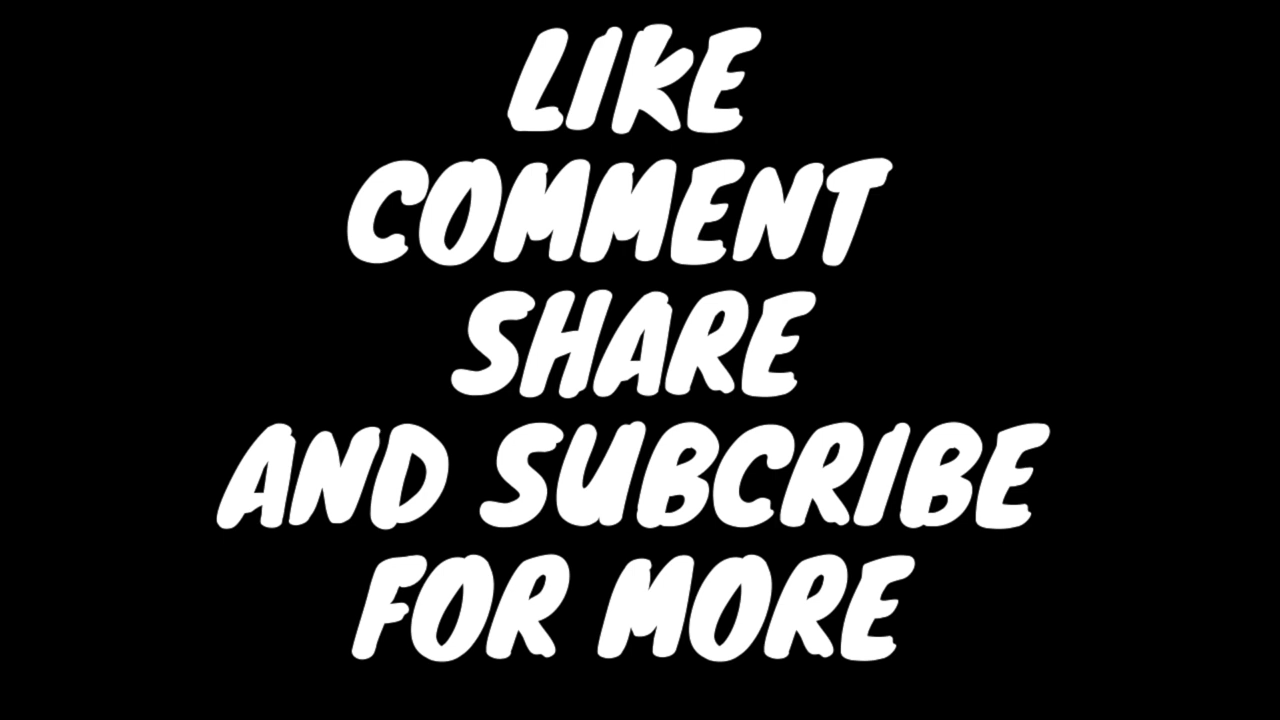 LIKE
COMMENT
SHARE
AND SUBCRIBE
FOR MORE